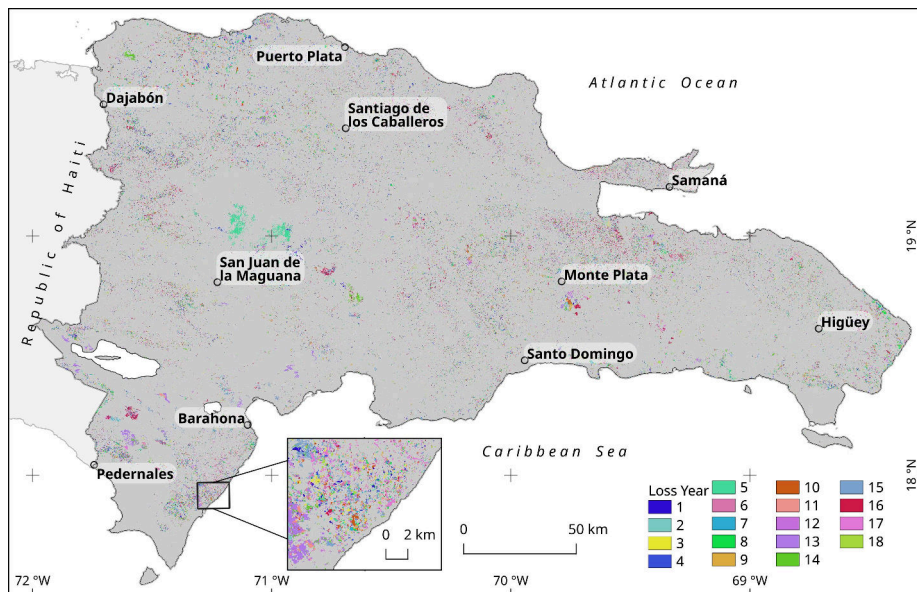 Puerto Plata
Atlantic Ocean
Dajabón
Santiago de
los Caballeros
Republic of Haiti
Samaná
19 °N
San Juan de
la Maguana
Monte Plata
Higüey
Santo Domingo
Barahona
Caribbean Sea
Pedernales
18 °N
Loss Year
1
2
3
4
5
6
7
8
9
10
11
12
13
14
15
16
17
18
0 2 km
0 50 km
72 °W
71 °W
70 °W
69 °W